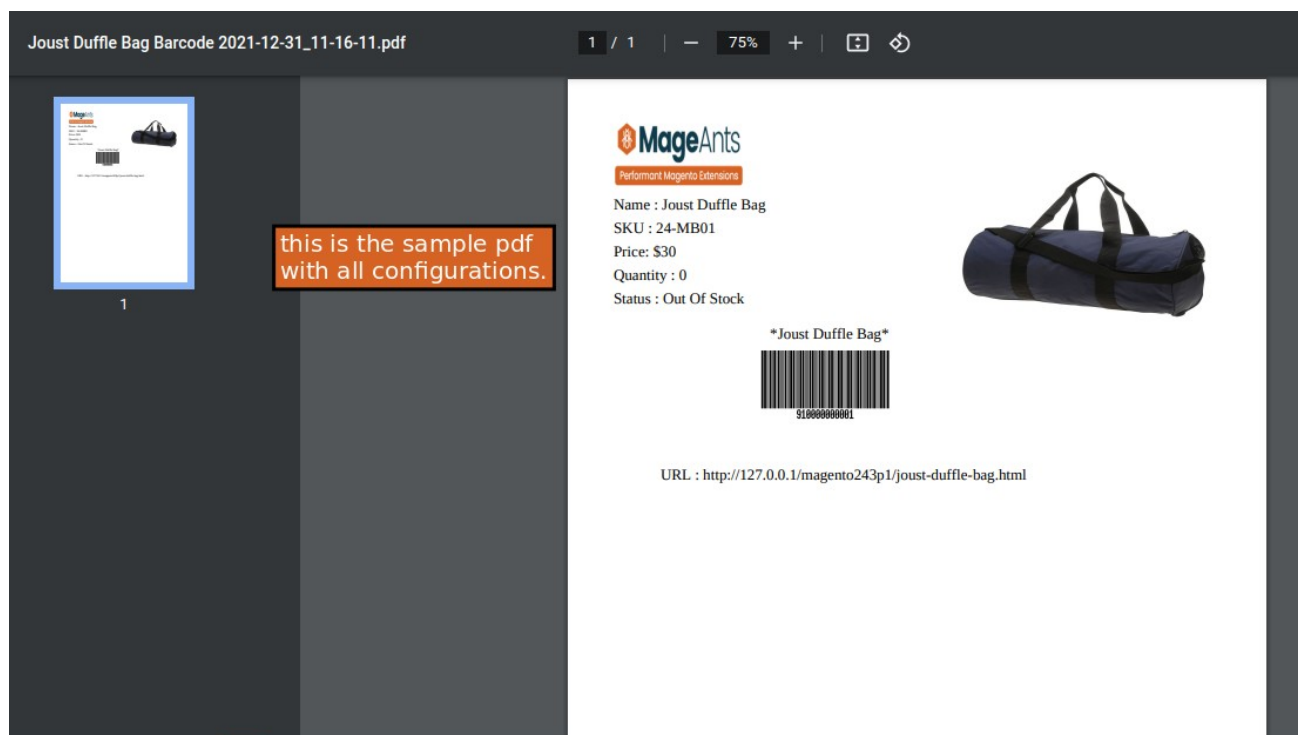 Joust Duffle Bag Barcode 2021-12-31_11-16-11.pdf
1 / 1
75%
1
this is the sample pdf
with all configurations.
MageAnts
Performant Magento Extensions
Name : Joust Duffle Bag
SKU : 24-MB01
Price: $30
Quantity : 0
Status : Out Of Stock
*Joust Duffle Bag*
910000000001
URL : http://127.0.0.1/magento243p1/joust-duffle-bag.html